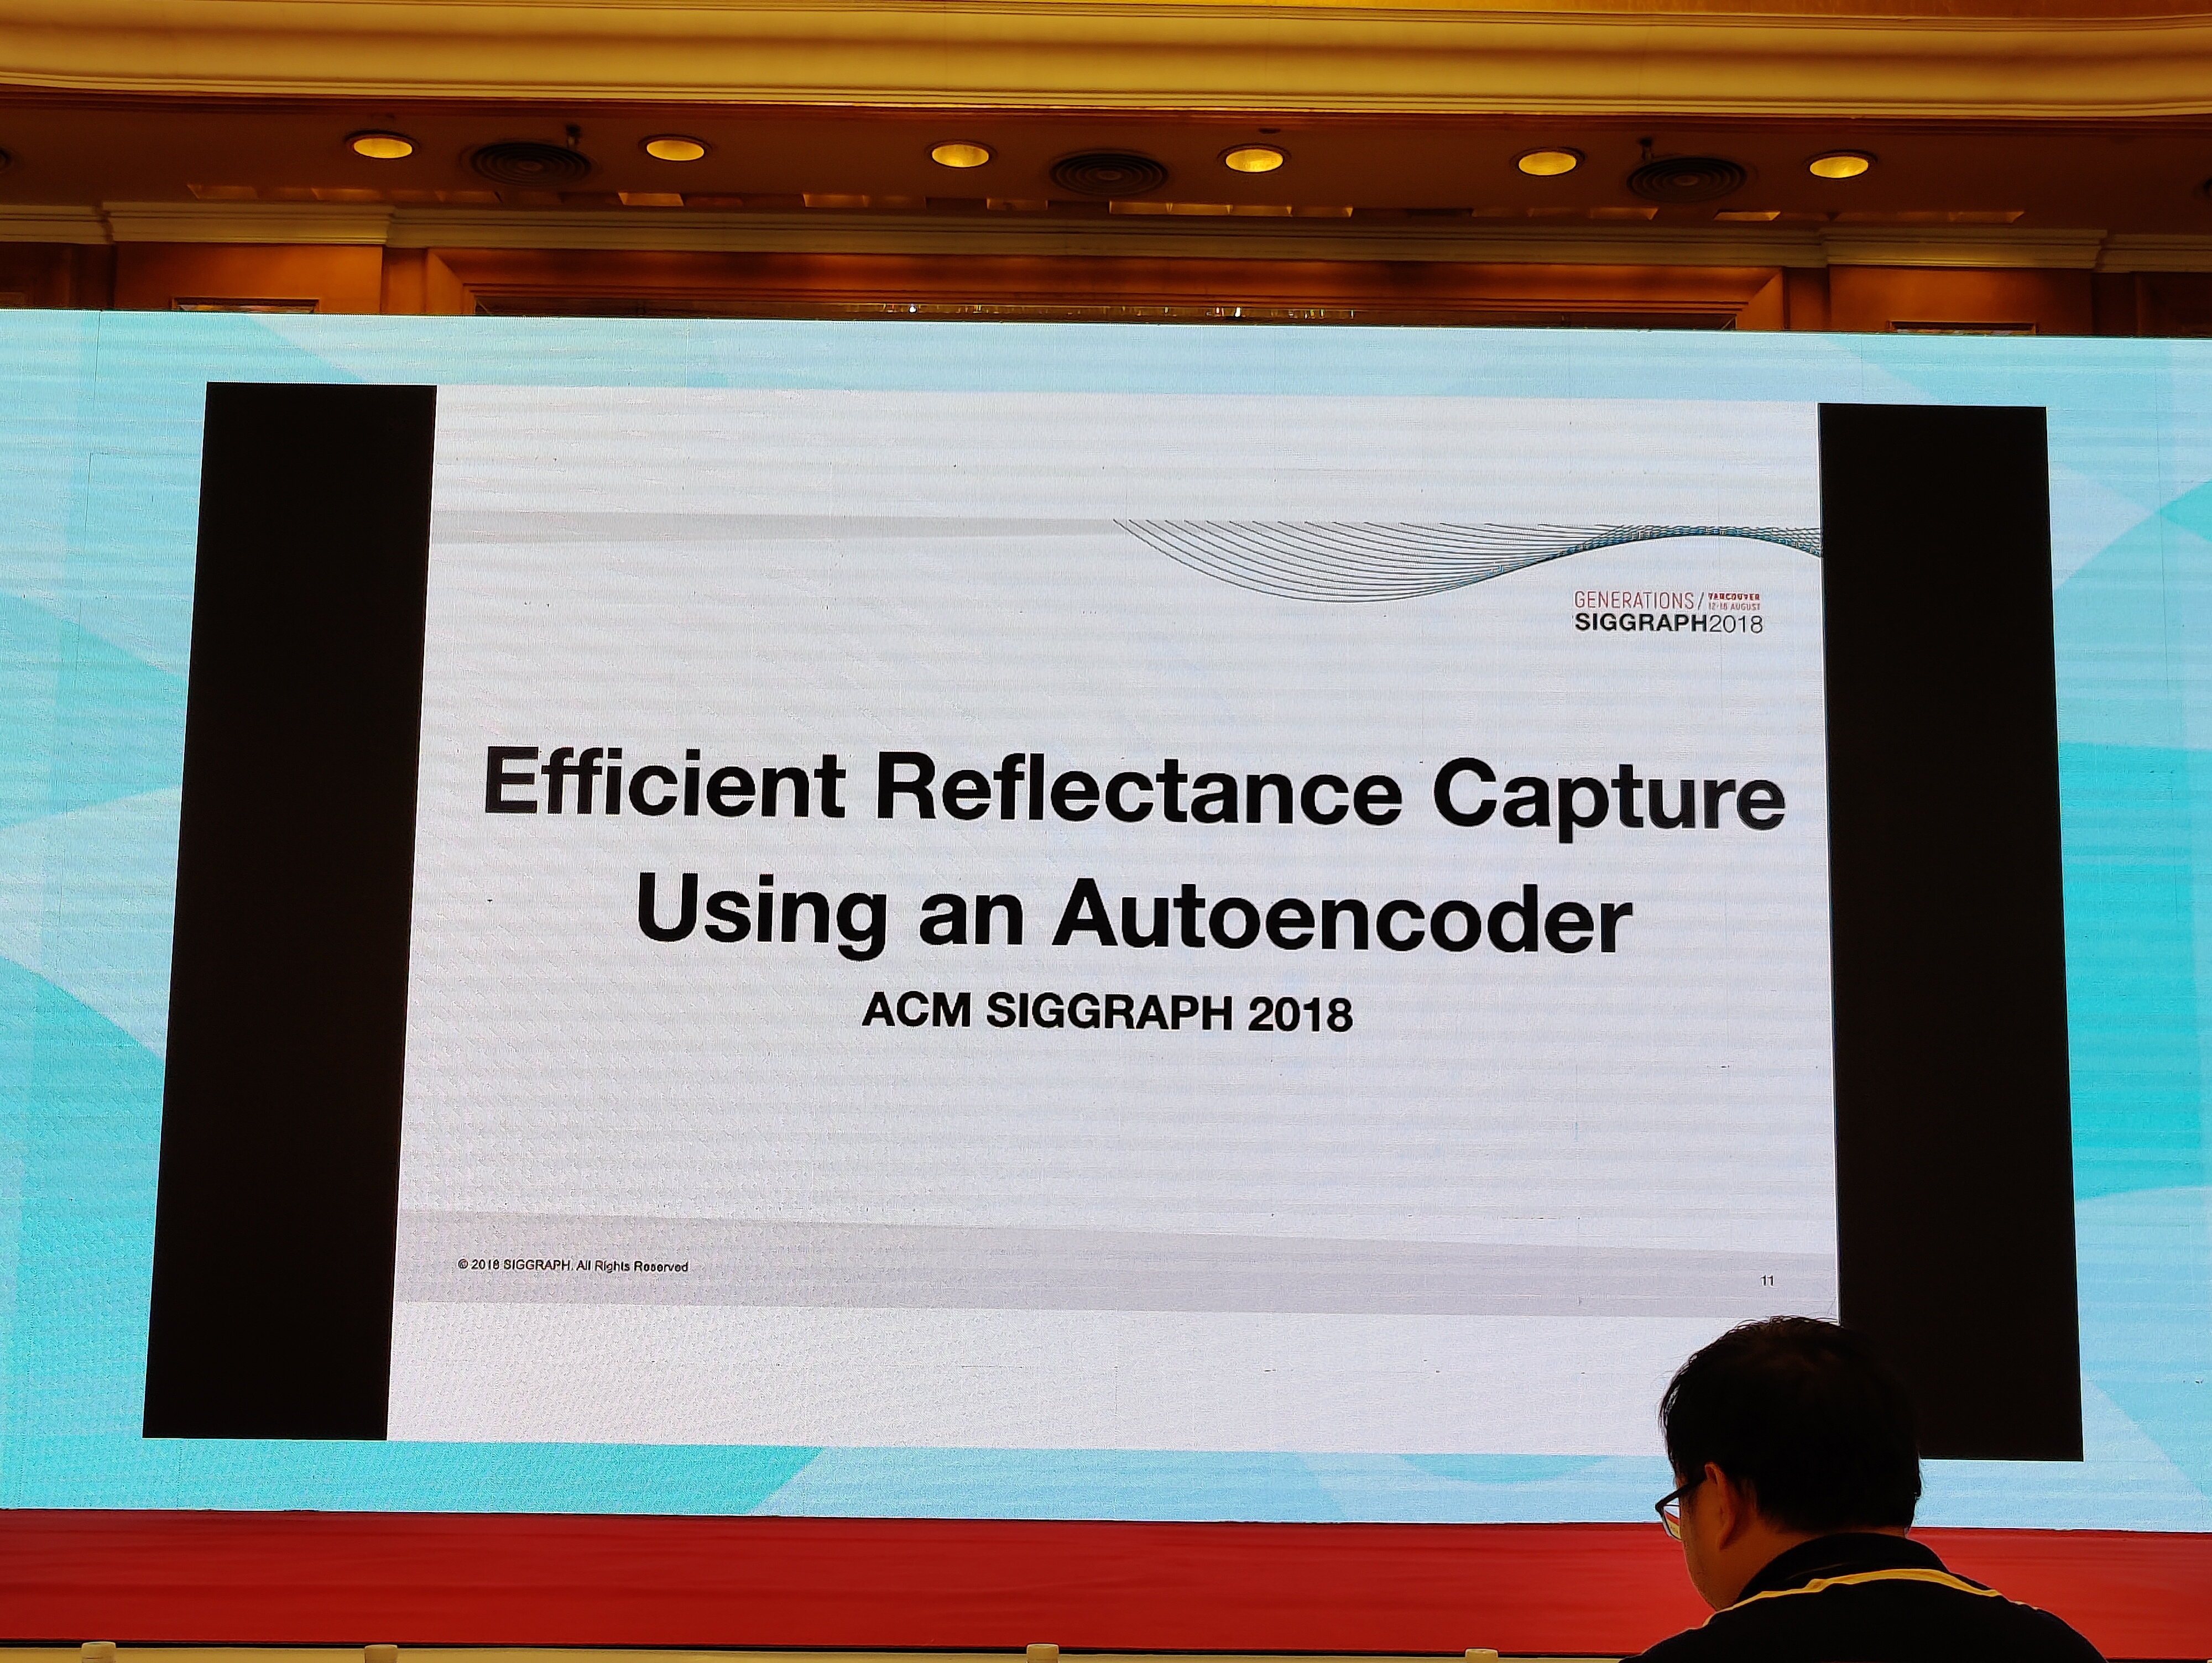 GENERATIONS / VANCOUVER
12-16 AUGUST
SIGGRAPH2018
Efficient Reflectance Capture
Using an Autoencoder
ACM SIGGRAPH 2018
© 2018 SIGGRAPH. All Rights Reserved
11